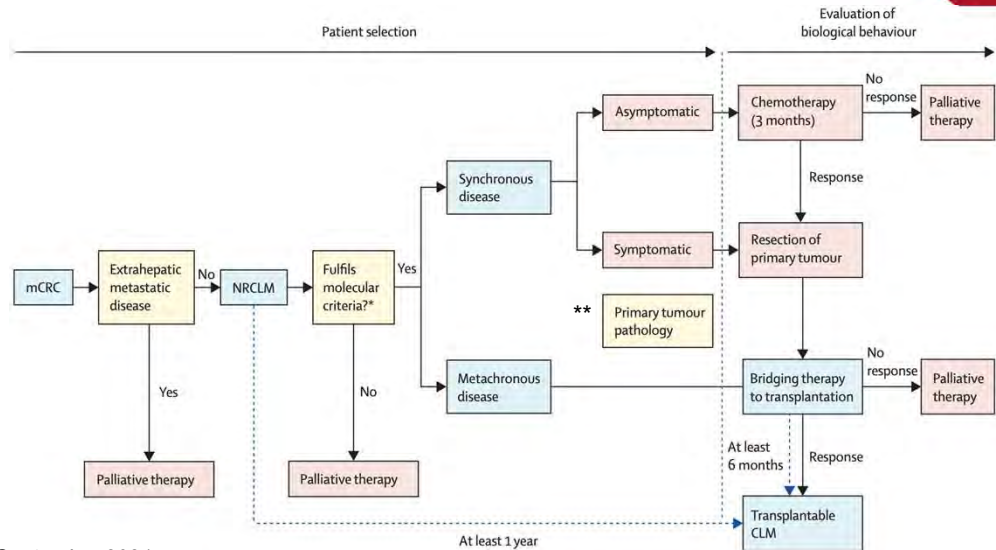 Patient selection
Evaluation of
biological behaviour
Asymptomatic
Chemotherapy
(3 months)
No
response
Palliative
therapy
Response
Synchronous
disease
Symptomatic
Resection of
primary tumour
mCRC
Extrahepatic
metastatic
disease
No
NRCLM
Fulfils
molecular
criteria?*
Yes
**
Primary tumour
pathology
Metachronous
disease
Bridging therapy
to transplantation
No
response
Palliative
therapy
Yes
No
At least
6 months
Response
Palliative therapy
Palliative therapy
Transplantable
CLM
At least 1 year